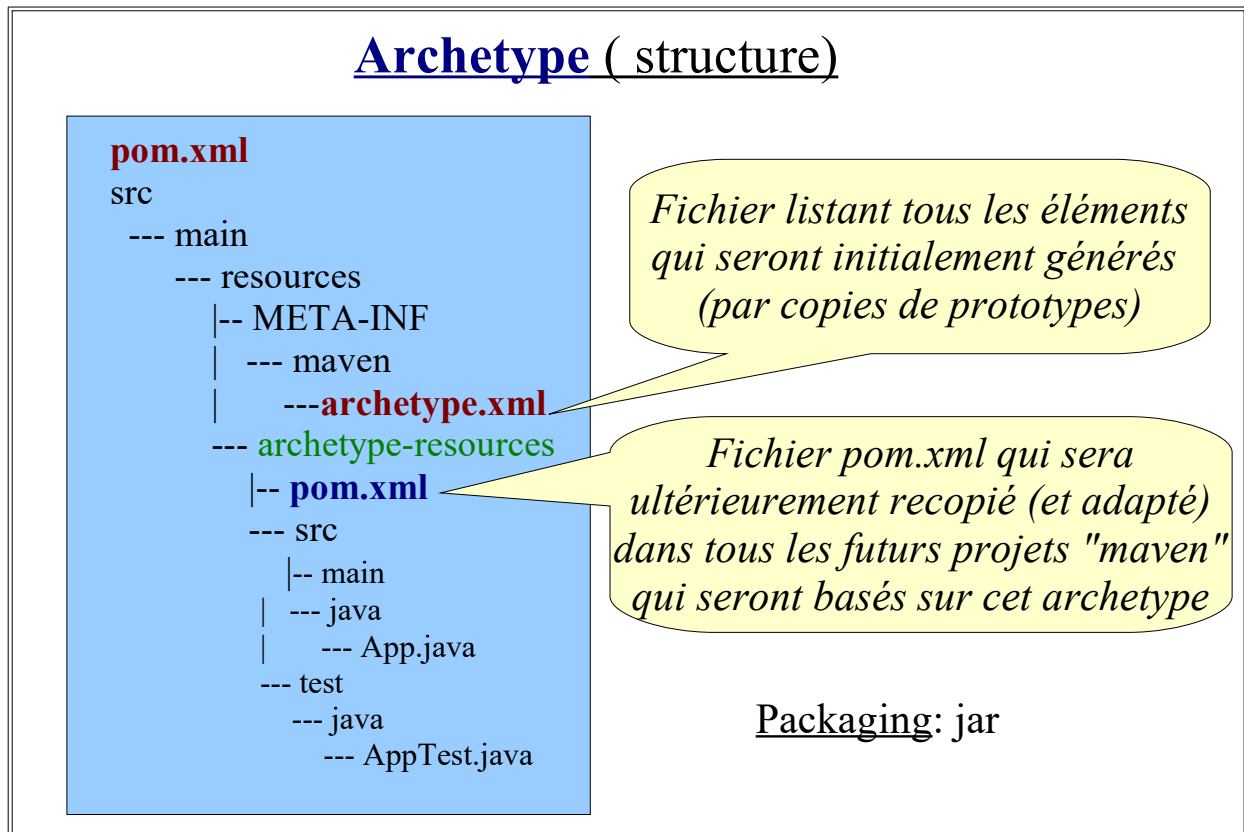 Archetype ( structure)
pom.xml
src
--- main
--- resources
|-- META-INF
| --- maven
| ---archetype.xml
--- archetype-resources
|-- pom.xml
--- src
|-- main
| --- java
| --- App.java
--- test
--- java
--- AppTest.java
Fichier listant tous les éléments
qui seront initialement générés
(par copies de prototypes)
Fichier pom.xml qui sera
ultérieurement recopié (et adapté)
dans tous les futurs projets "maven"
qui seront basés sur cet archetype
Packaging: jar